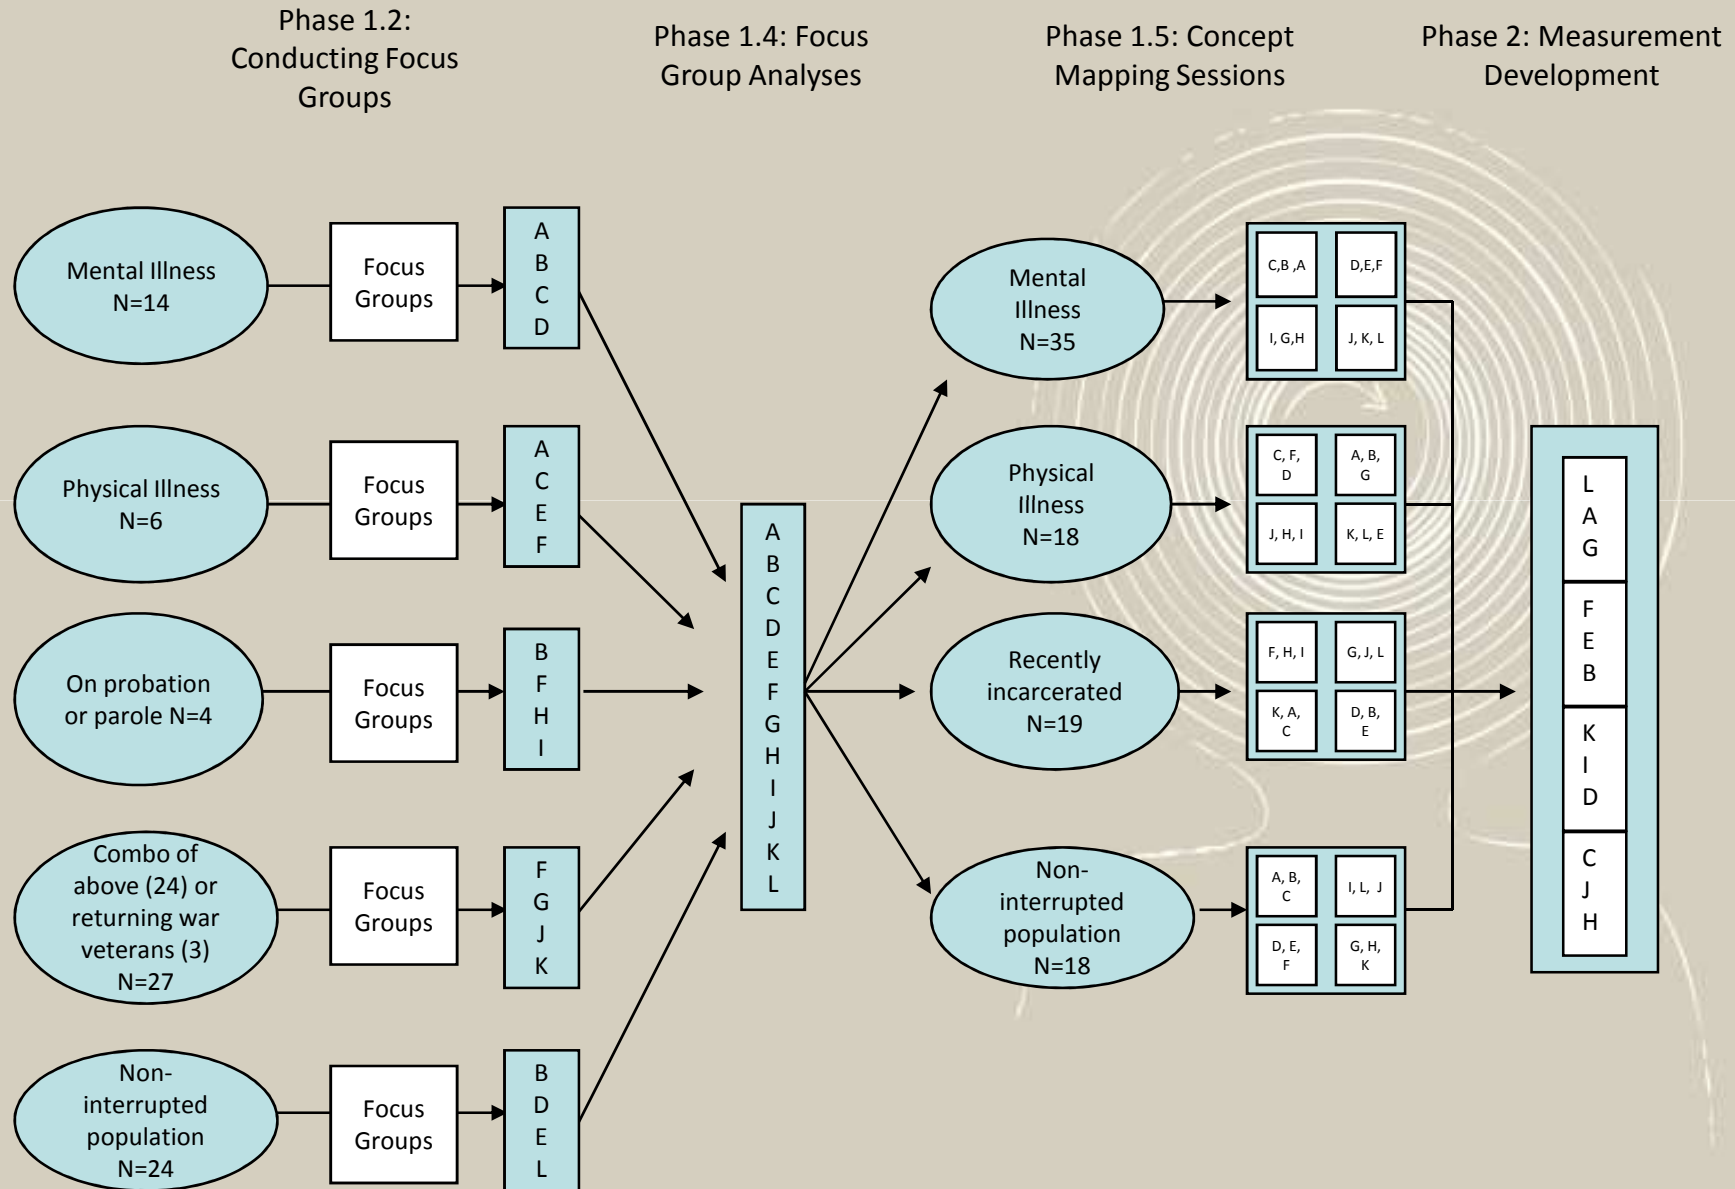 Phase 1.2:
Conducting Focus
Groups
Phase 1.4: Focus
Group Analyses
Phase 1.5: Concept
Mapping Sessions
Phase 2: Measurement
Development
Mental Illness
N=14
Focus
Groups
A
B
C
D
Physical Illness
N=6
Focus
Groups
A
C
E
F
On probation
or parole N=4
Focus
Groups
B
F
H
I
Combo of
above (24) or
returning war
veterans (3)
N=27
Focus
Groups
F
G
J
K
Non-
interrupted
population
N=24
Focus
Groups
B
D
E
L
A
B
C
D
E
F
G
H
I
J
K
L
Mental
Illness
N=35
C,B ,A
D,E,F
I, G,H
J, K, L
Physical
Illness
N=18
C, F,
D
A, B,
G
J, H, I
K, L, E
Recently
incarcerated
N=19
F, H, I
G, J, L
K, A,
C
D, B,
E
Non-
interrupted
population
N=18
A, B,
C
I, L, J
D, E,
F
G, H,
K
L
A
G
F
E
B
K
I
D
C
J
H